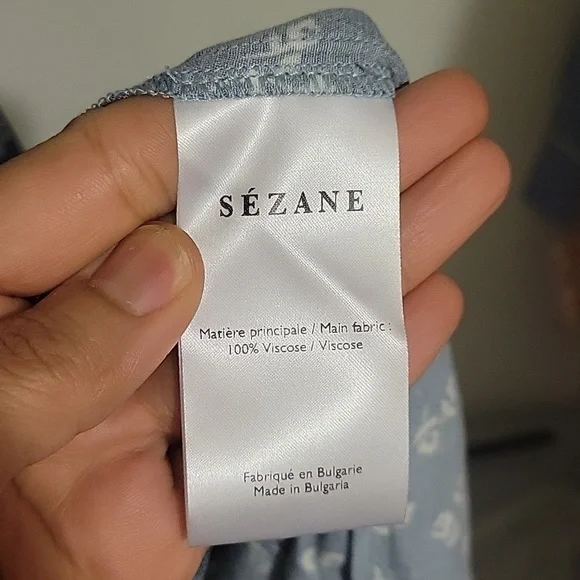 SÉZANE
Matière principale / Main fabric :
100% Viscose / Viscose
Fabriqué en Bulgarie
Made in Bulgaria